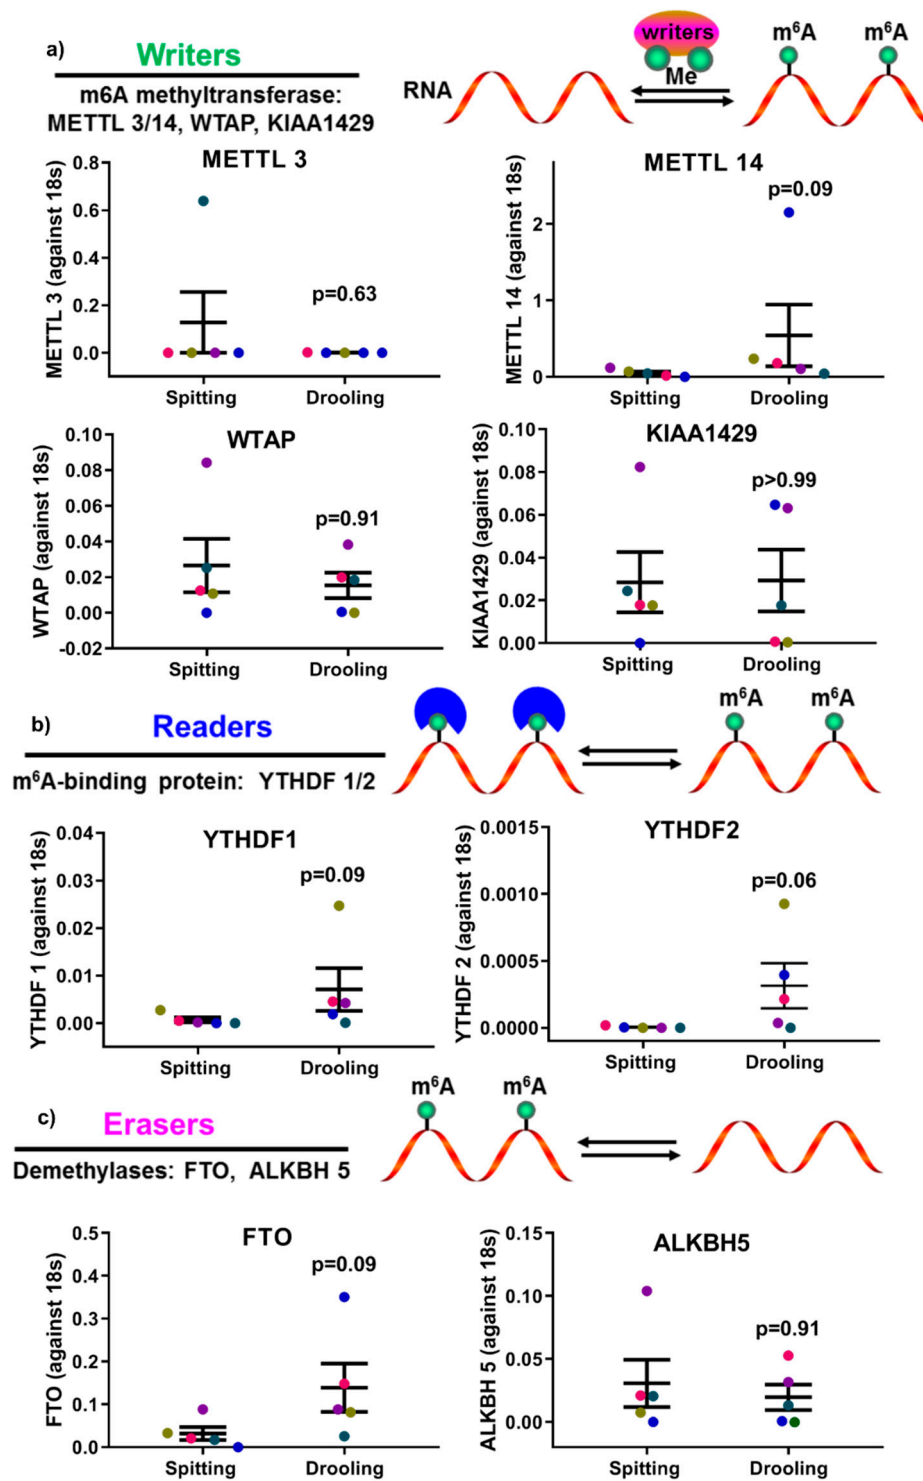 a)
Writers
m6A methyltransferase:
METTL 3/14, WTAP, KIAA1429
RNA
writers
Me
m⁶A
m⁶A
METTL 3
METTL 3 (against 18s)
0.8
0.6
0.4
0.2
0.0
p=0.63
Spitting
Drooling
METTL 14
METTL 14 (against 18s)
2
1
0
p=0.09
Spitting
Drooling
WTAP
WTAP (against 18s)
0.10
0.08
0.06
0.04
0.02
0.00
-0.02
p=0.91
Spitting
Drooling
KIAA1429
KIAA1429 (against 18s)
0.10
0.08
0.06
0.04
0.02
0.00
p>0.99
Spitting
Drooling
b)
Readers
m⁶A-binding protein: YTHDF 1/2
m⁶A
m⁶A
YTHDF1
YTHDF 1 (against 18s)
0.04
0.03
0.02
0.01
0.00
p=0.09
Spitting
Drooling
YTHDF2
YTHDF 2 (against 18s)
0.0015
0.0010
0.0005
0.0000
p=0.06
Spitting
Drooling
c)
Erasers
Demethylases: FTO, ALKBH 5
m⁶A
m⁶A
FTO
FTO (against 18s)
0.5
0.4
0.3
0.2
0.1
0.0
p=0.09
Spitting
Drooling
ALKBH5
ALKBH 5 (against 18s)
0.15
0.10
0.05
0.00
p=0.91
Spitting
Drooling